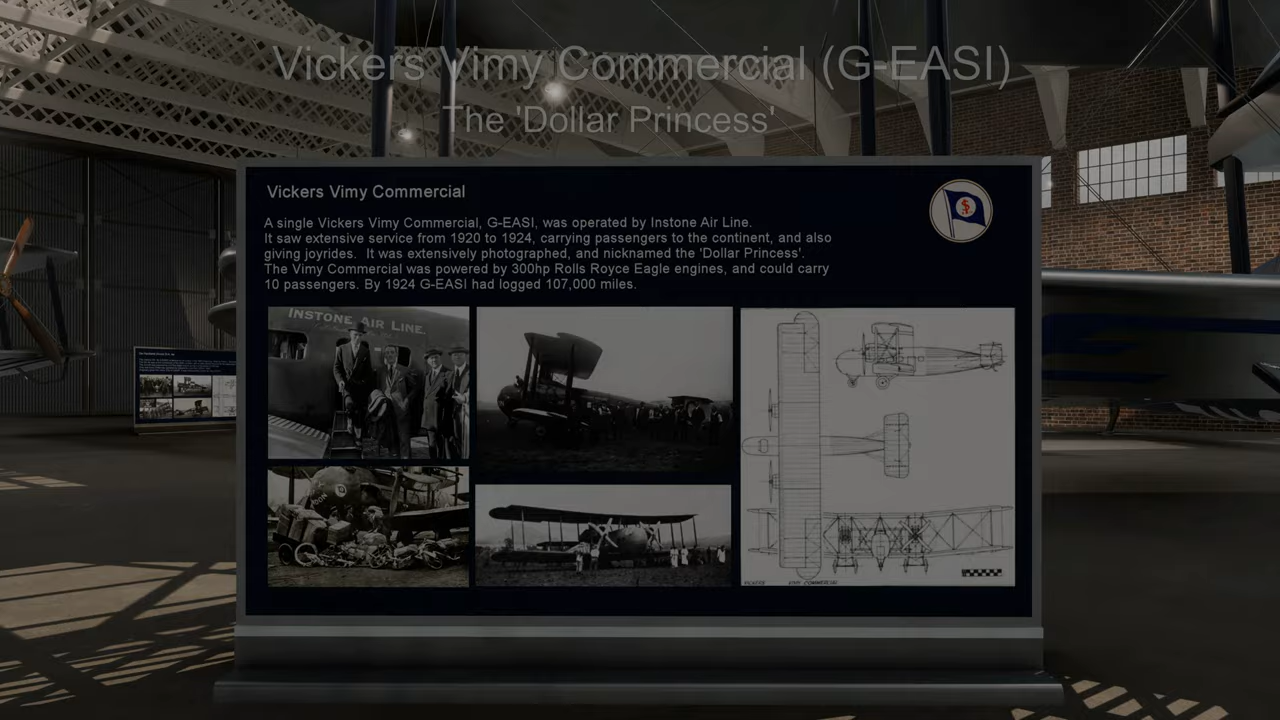 Vickers Vimy Commercial (G-EASI)
The 'Dollar Princess'
Vickers Vimy Commercial
A single Vickers Vimy Commercial, G-EASI, was operated by Instone Air Line.
It saw extensive service from 1920 to 1924, carrying passengers to the continent, and also
giving joyrides.  It was extensively photographed, and nicknamed the 'Dollar Princess'.
The Vimy Commercial was powered by 300hp Rolls Royce Eagle engines, and could carry
10 passengers. By 1924 G-EASI had logged 107,000 miles.
INSTONE AIR LINE.
VICKERS VIMY COMMERCIAL